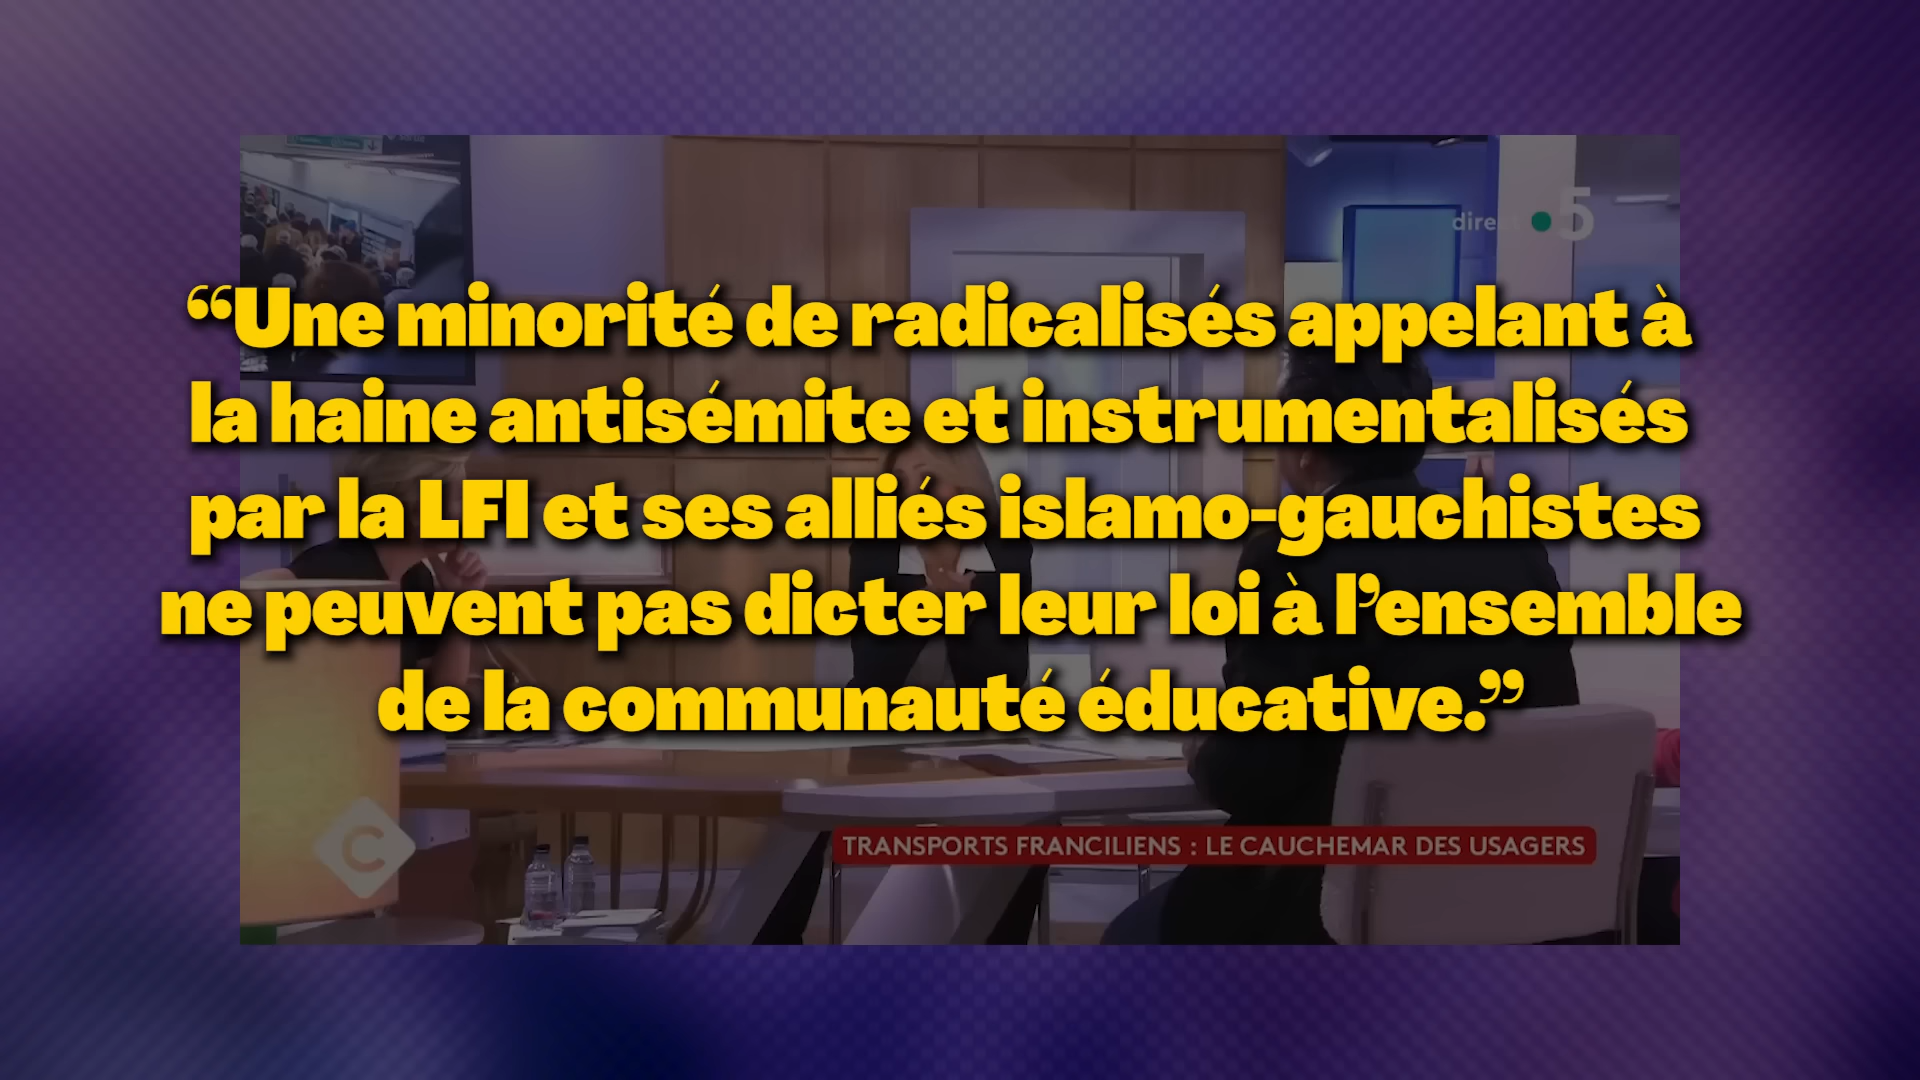 direct 5
“Une minorité de radicalisés appelant à
la haine antisémite et instrumentalisés
par la LFI et ses alliés islamo-gauchistes
ne peuvent pas dicter leur loi à l’ensemble
de la communauté éducative.”
C
TRANSPORTS FRANCILIENS : LE CAUCHEMAR DES USAGERS